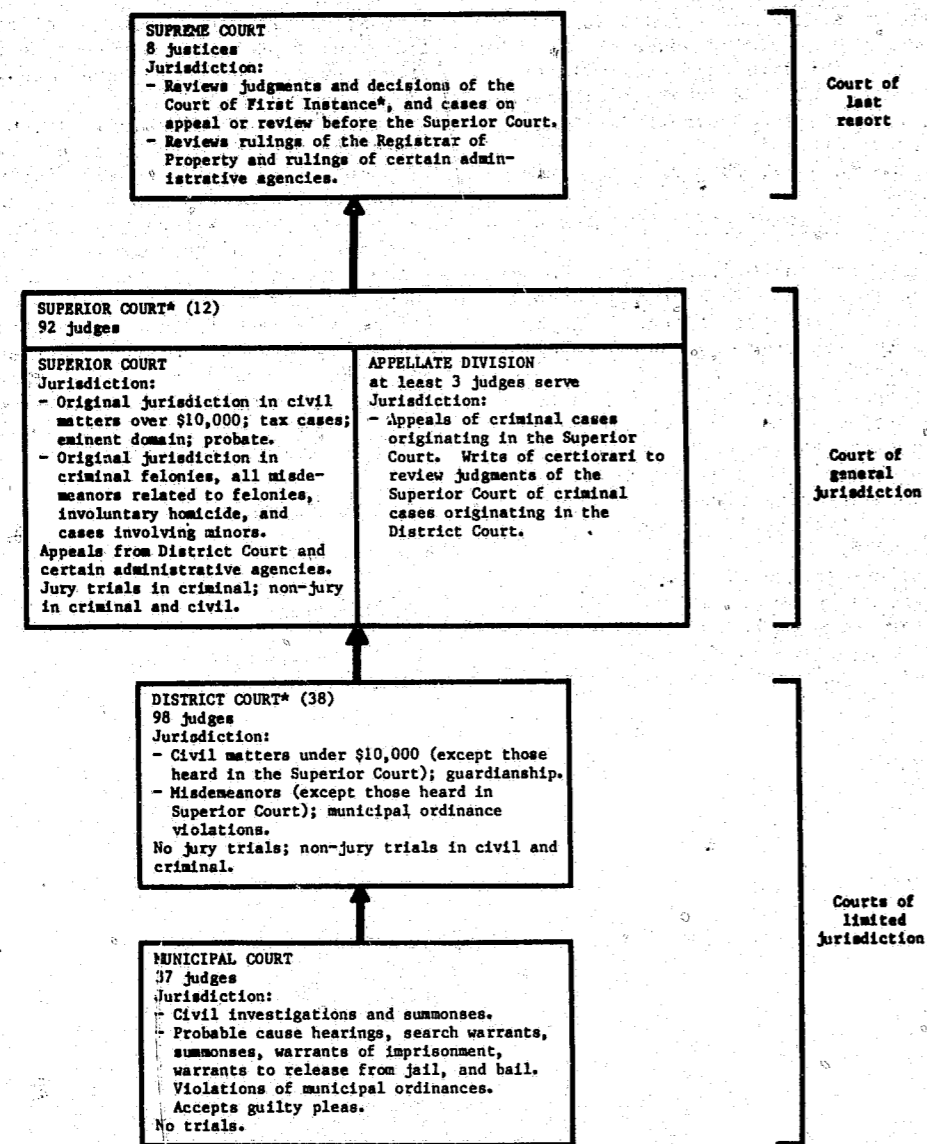 SUPREME COURT
8 justices
Jurisdiction:
- Reviews judgments and decisions of the
Court of First Instance*, and cases on
appeal or review before the Superior Court.
- Reviews rulings of the Registrar of
Property and rulings of certain admin-
istrative agencies.
Court of
last
resort
SUPERIOR COURT* (12)
92 judges
SUPERIOR COURT
Jurisdiction:
- Original jurisdiction in civil
matters over $10,000; tax cases;
eminent domain; probate.
- Original jurisdiction in
criminal felonies, all misde-
meanors related to felonies,
involuntary homicide, and
cases involving minors.
Appeals from District Court and
certain administrative agencies.
Jury trials in criminal; non-jury
in criminal and civil.
APPELLATE DIVISION
at least 3 judges serve
Jurisdiction:
- Appeals of criminal cases
originating in the Superior
Court. Writs of certiorari to
review judgments of the
Superior Court of criminal
cases originating in the
District Court.
Court of
general
jurisdiction
DISTRICT COURT* (38)
98 judges
Jurisdiction:
- Civil matters under $10,000 (except those
heard in the Superior Court); guardianship.
- Misdemeanors (except those heard in
Superior Court); municipal ordinance
violations.
No jury trials; non-jury trials in civil and
criminal.
MUNICIPAL COURT
37 judges
Jurisdiction:
- Civil investigations and summonses.
- Probable cause hearings, search warrants,
summonses, warrants of imprisonment,
warrants to release from jail, and bail.
Violations of municipal ordinances.
Accepts guilty pleas.
No trials.
Courts of
limited
jurisdiction